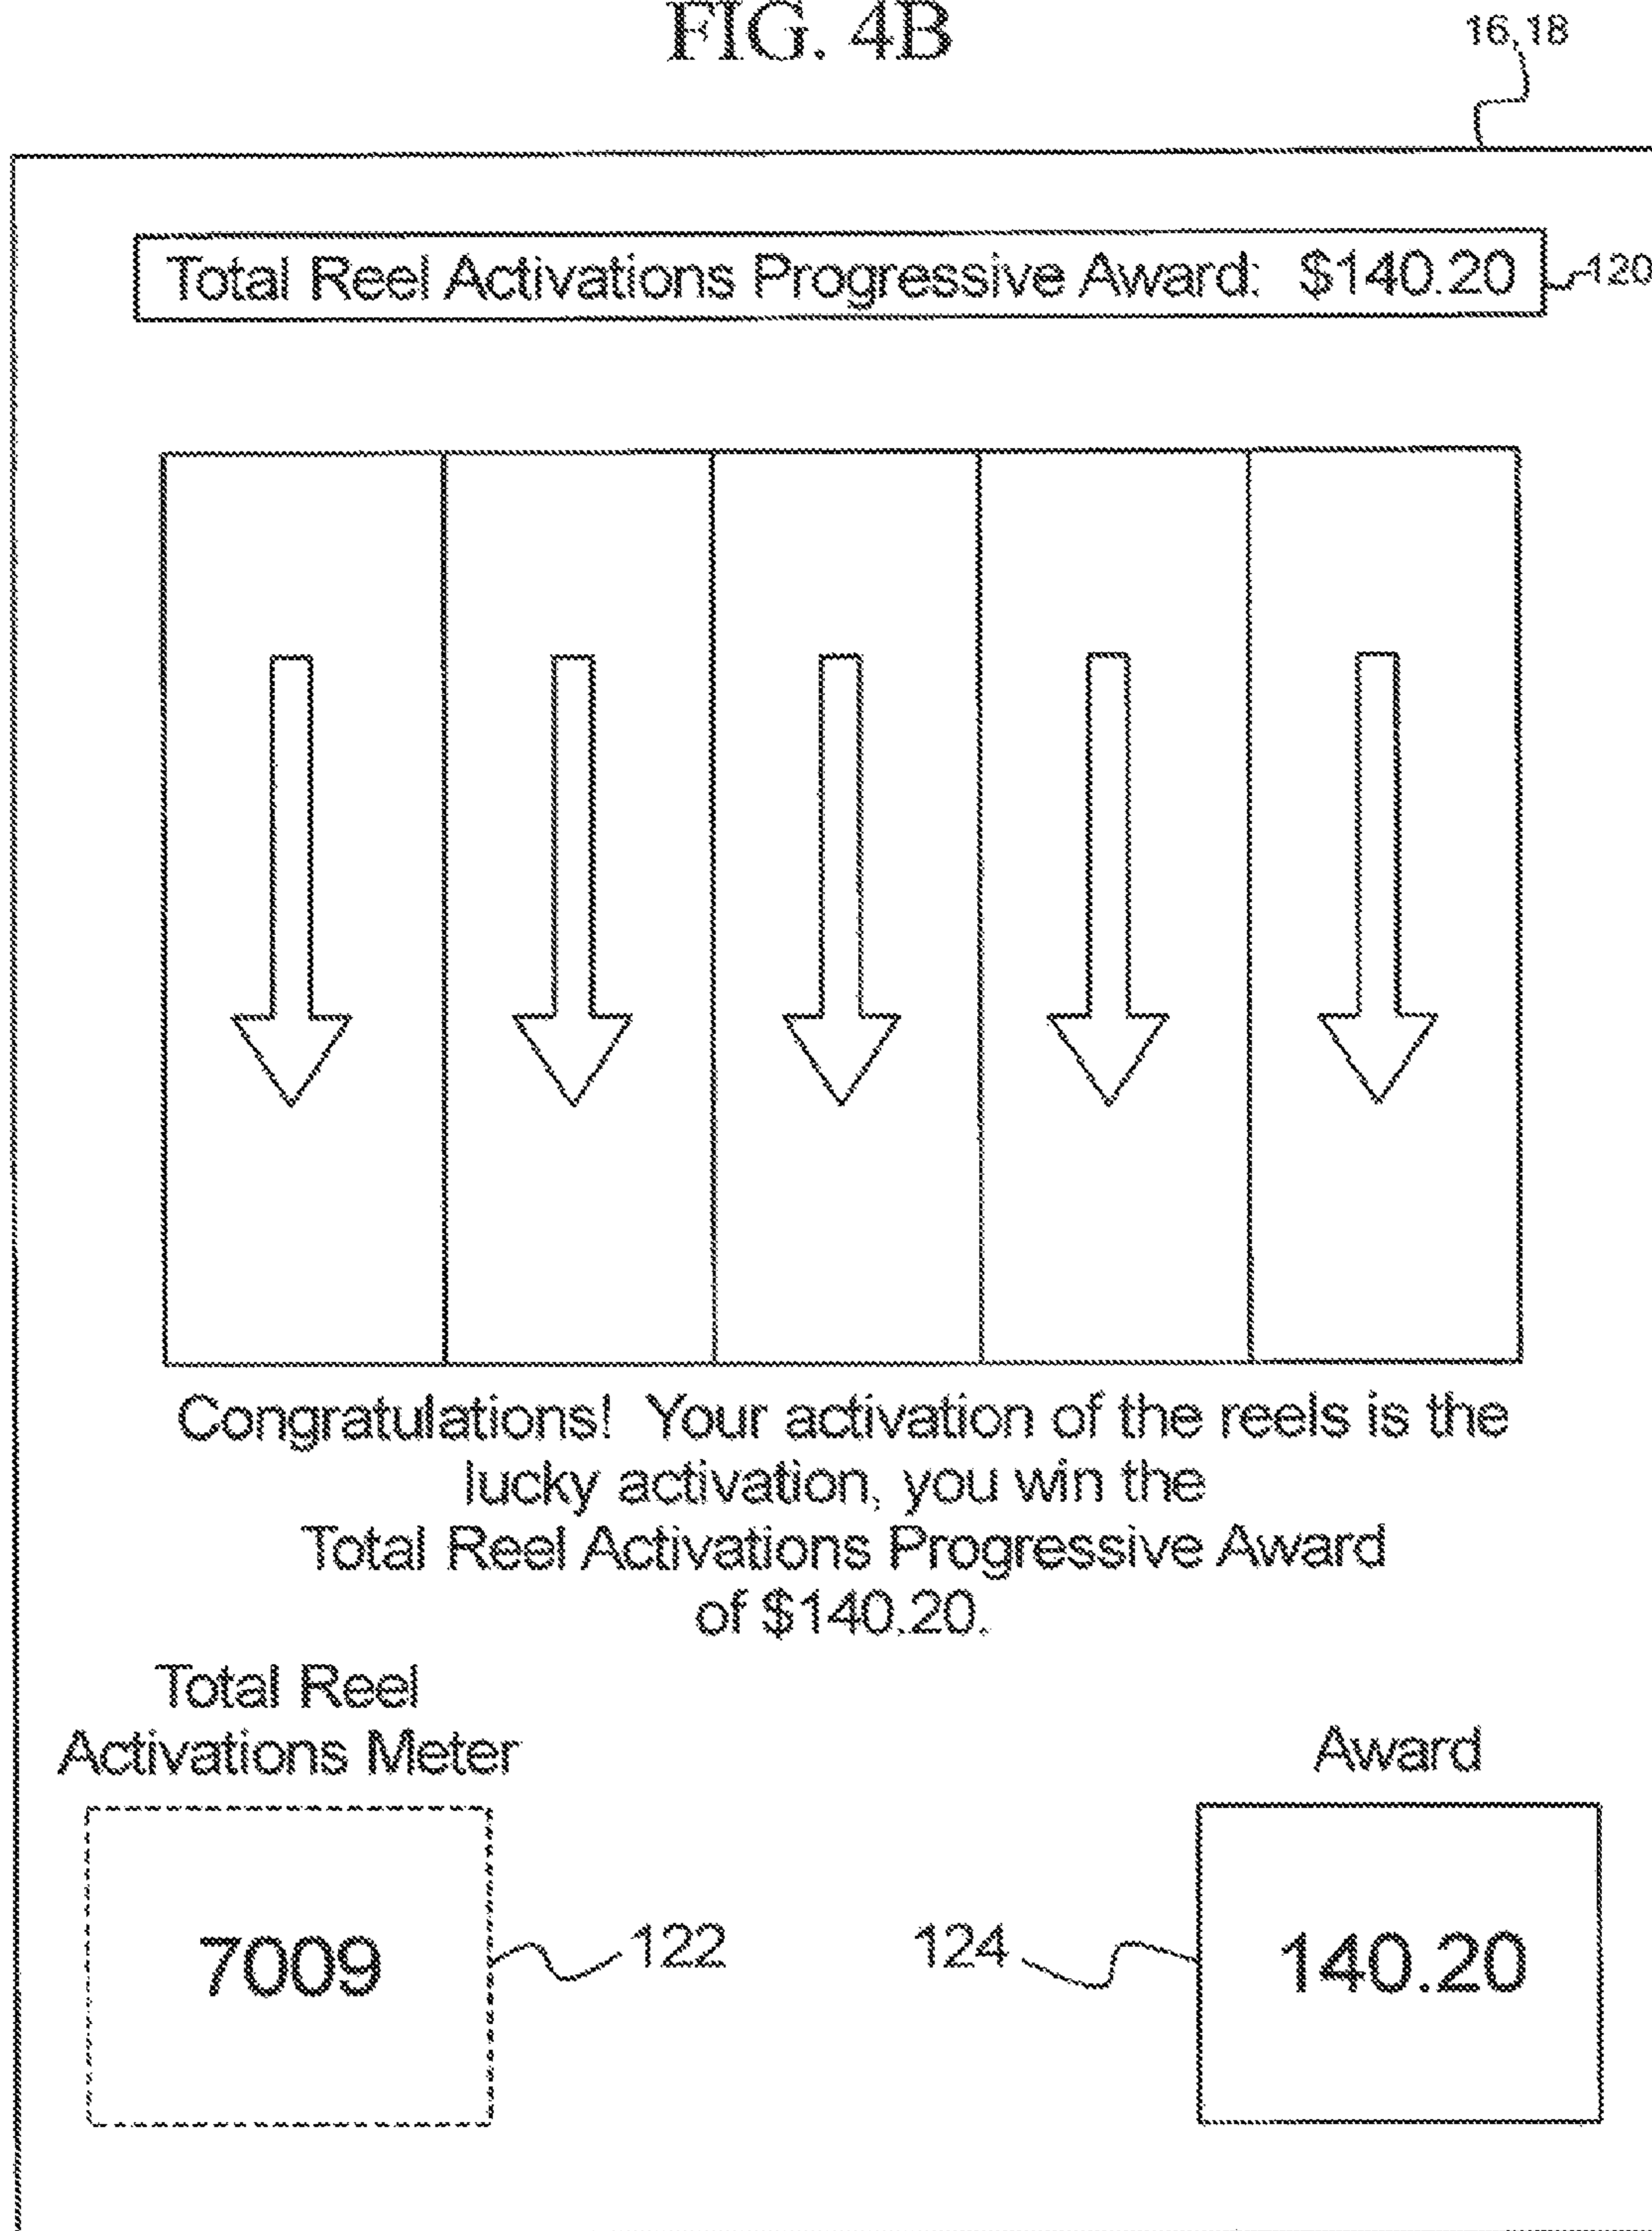 FIG. 4B
16,18
Total Reel Activations Progressive Award: $140.20
120
Congratulations! Your activation of the reels is the
lucky activation, you win the
Total Reel Activations Progressive Award
of $140.20.
Total Reel
Activations Meter
Award
7009
122
124
140.20